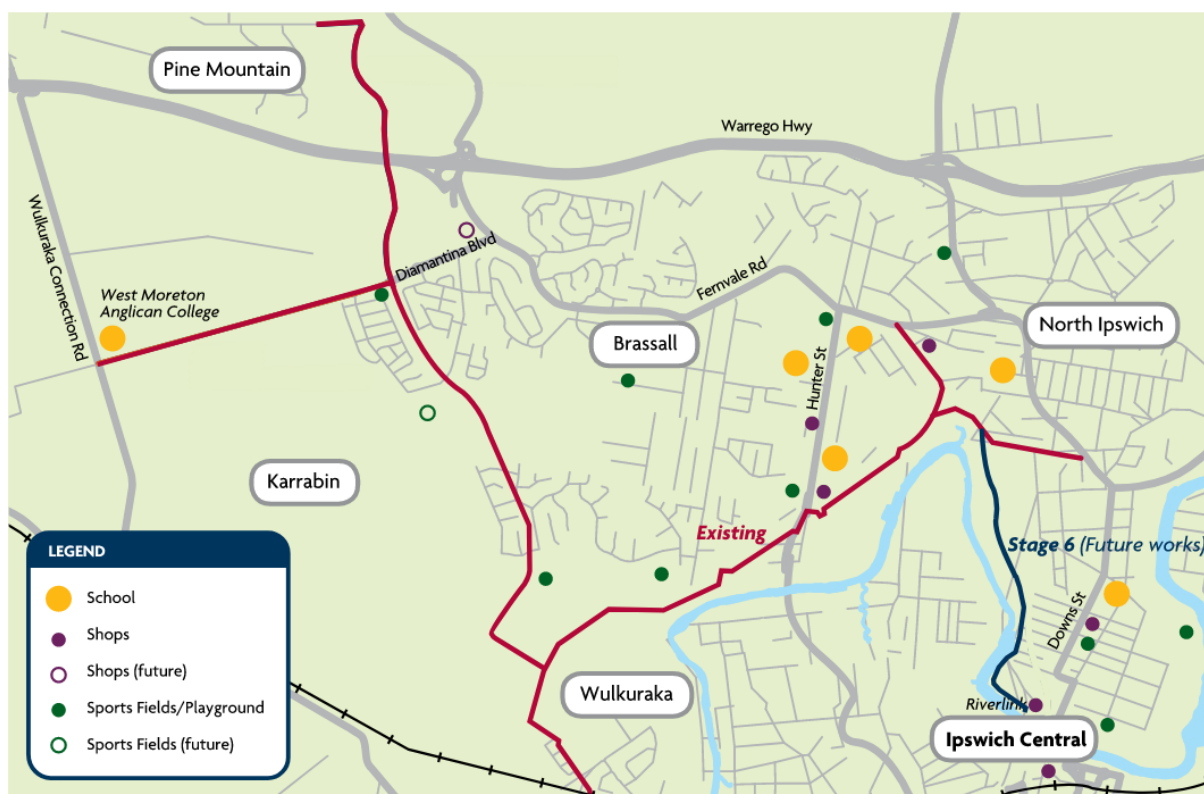 Pine Mountain
Warrego Hwy
Wulkuraka Connection Rd
Diamantina Blvd
West Moreton
Anglican College
Fernvale Rd
Brassall
North Ipswich
Hunter St
Karrabin
Existing
Stage 6 (Future works)
Downs St
Wulkuraka
Riverlink
Ipswich Central
LEGEND
School
Shops
Shops (future)
Sports Fields/Playground
Sports Fields (future)